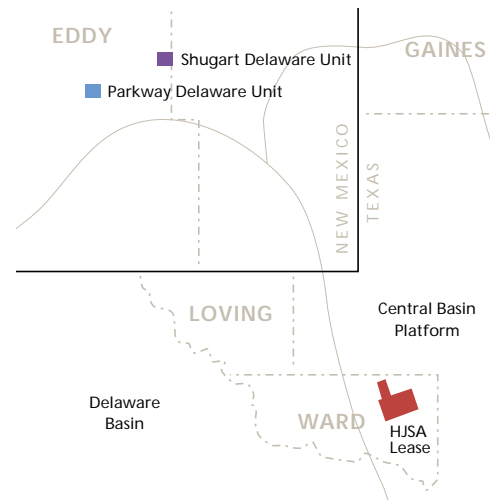 EDDY
GAINES
Shugart Delaware Unit
Parkway Delaware Unit
NEW MEXICO
TEXAS
LOVING
Central Basin
Platform
Delaware
Basin
WARD
HJSA
Lease